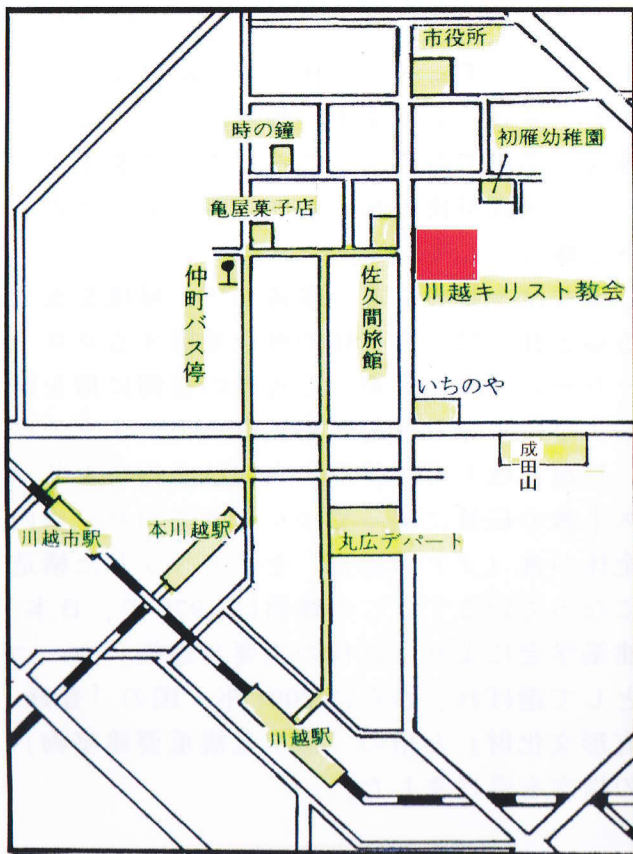 市役所
時の鐘
初雁幼稚園
亀屋菓子店
仲町バス停
佐久間旅館
川越キリスト教会
いちのや
成田山
川越市駅
本川越駅
丸広デパート
川越駅